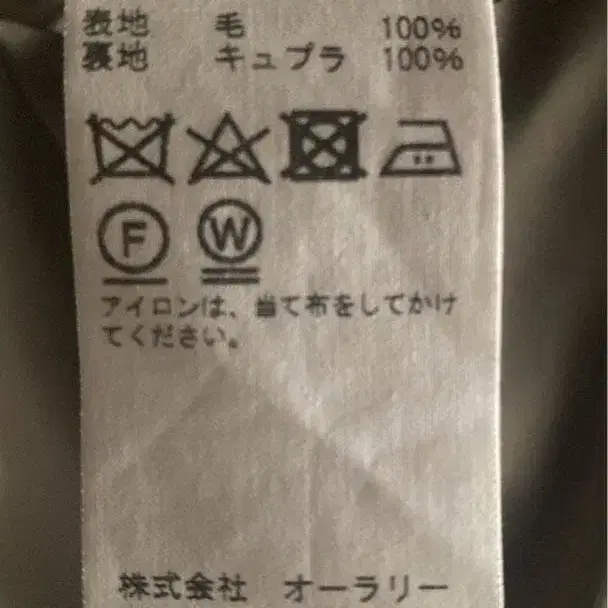 表地 毛 100%
裏地 キュプラ 100%
F W
アイロンは、当て布をしてかけ
てください。
株式会社 オーラリー